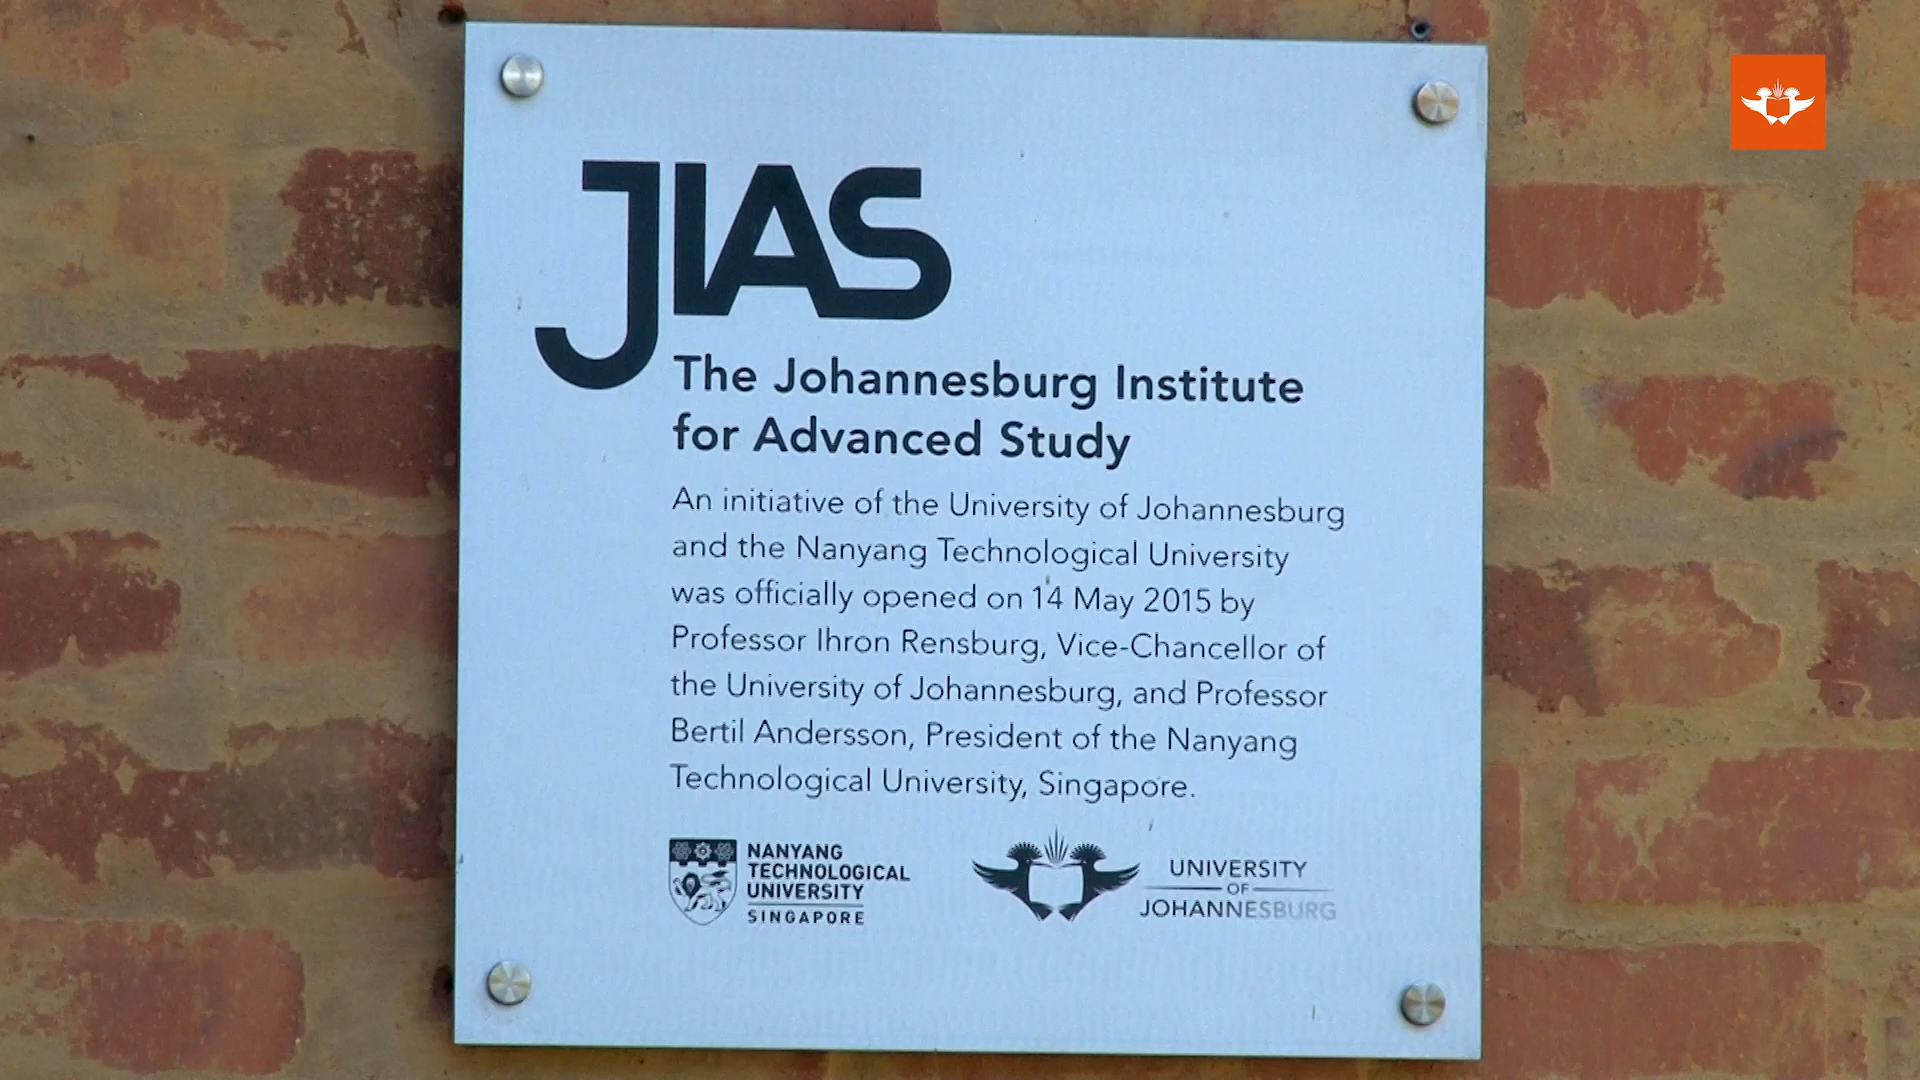 JIAS
The Johannesburg Institute
for Advanced Study
An initiative of the University of Johannesburg
and the Nanyang Technological University
was officially opened on 14 May 2015 by
Professor Ihron Rensburg, Vice-Chancellor of
the University of Johannesburg, and Professor
Bertil Andersson, President of the Nanyang
Technological University, Singapore.
NANYANG
TECHNOLOGICAL
UNIVERSITY
SINGAPORE
UNIVERSITY
OF
JOHANNESBURG